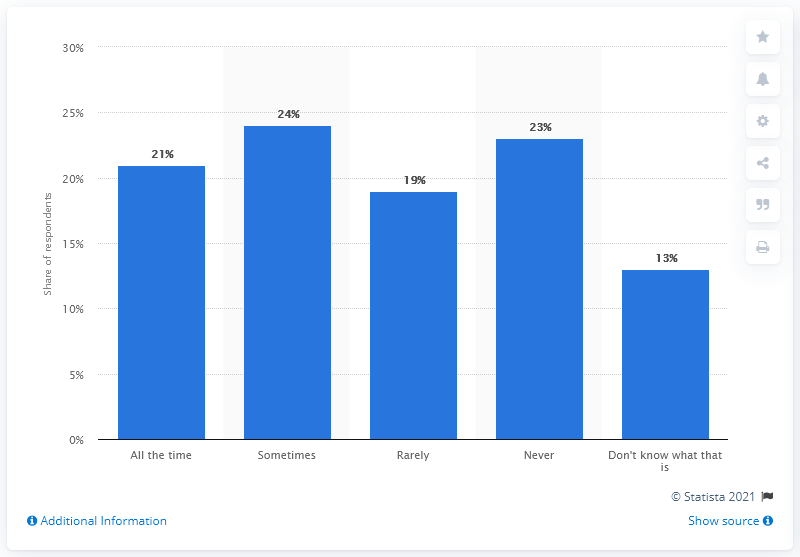 30%
25%
20%
15%
10%
5%
0%
Share of respondents
21%
24%
19%
23%
13%
All the time
Sometimes
Rarely
Never
Don't know what that
is
© Statista 2021
Additional Information
Show source